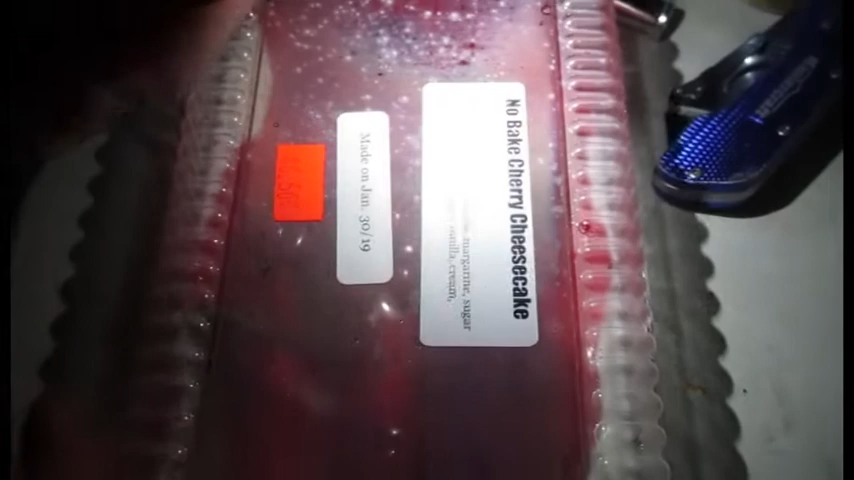 No Bake Cherry Cheesecake
margarine, sugar
vanilla, cream,
Made on Jan. 30/19